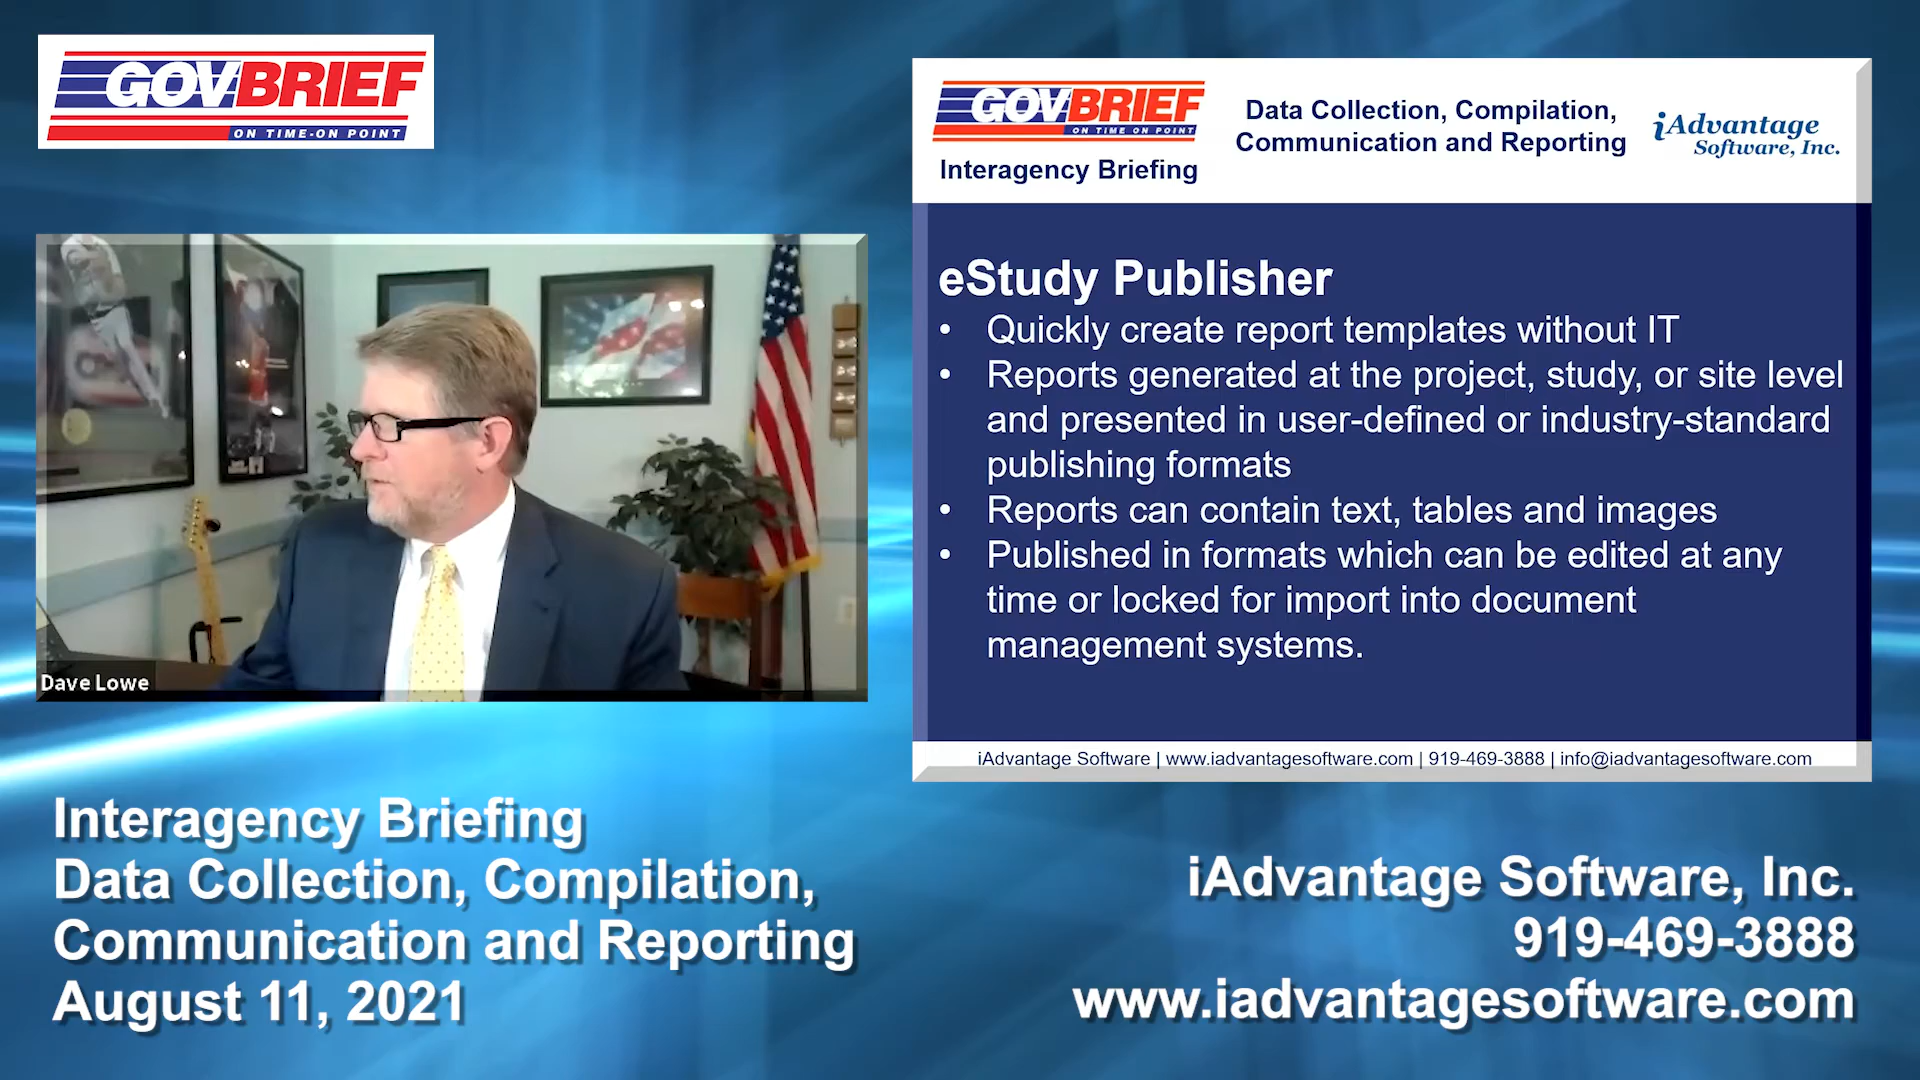 GOVBRIEF
ON TIME-ON POINT
Dave Lowe
Interagency Briefing
Data Collection, Compilation,
Communication and Reporting
August 11, 2021
GOVBRIEF
ON TIME ON POINT
Interagency Briefing
Data Collection, Compilation,
Communication and Reporting
iAdvantage
Software, Inc.
eStudy Publisher
• Quickly create report templates without IT
• Reports generated at the project, study, or site level
and presented in user-defined or industry-standard
publishing formats
• Reports can contain text, tables and images
• Published in formats which can be edited at any
time or locked for import into document
management systems.
iAdvantage Software | www.iadvantagesoftware.com | 919-469-3888 | info@iadvantagesoftware.com
iAdvantage Software, Inc.
919-469-3888
www.iadvantagesoftware.com